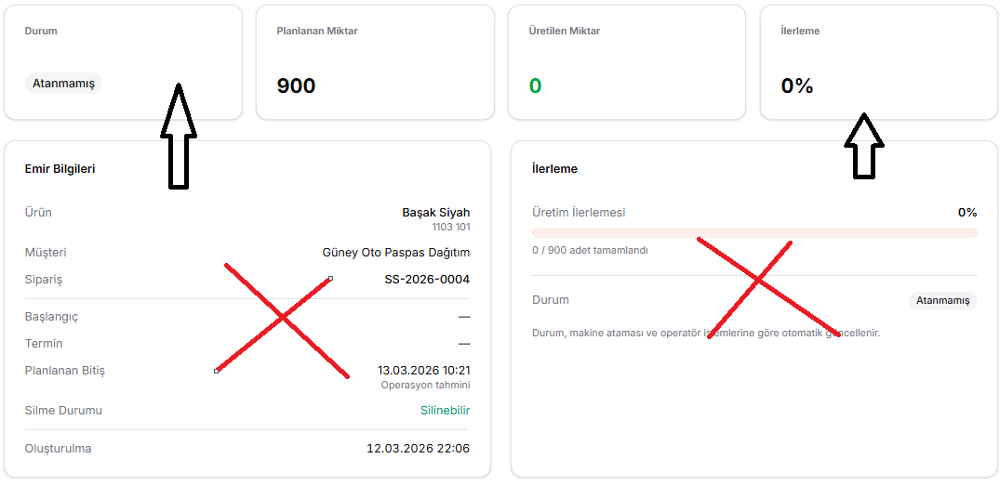 Durum
Atanmamış
Planlanan Miktar
900
Üretilen Miktar
0
İlerleme
0%
Emir Bilgileri
Ürün Başak Siyah
1103 101
Müşteri Güney Oto Paspas Dağıtım
Sipariş SS-2026-0004
Başlangıç —
Termin —
Planlanan Bitiş 13.03.2026 10:21
Operasyon tahmini
Silme Durumu Silinebilir
Oluşturulma 12.03.2026 22:06
İlerleme
Üretim İlerlemesi 0%
0 / 900 adet tamamlandı
Durum Atanmamış
Durum, makine ataması ve operatör işlemlerine göre otomatik güncellenir.